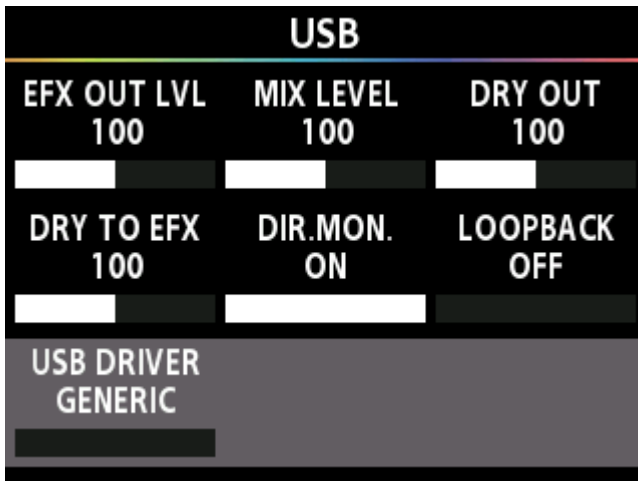 USB
EFX OUT LVL
100
MIX LEVEL
100
DRY OUT
100
DRY TO EFX
100
DIR.MON.
ON
LOOPBACK
OFF
USB DRIVER
GENERIC